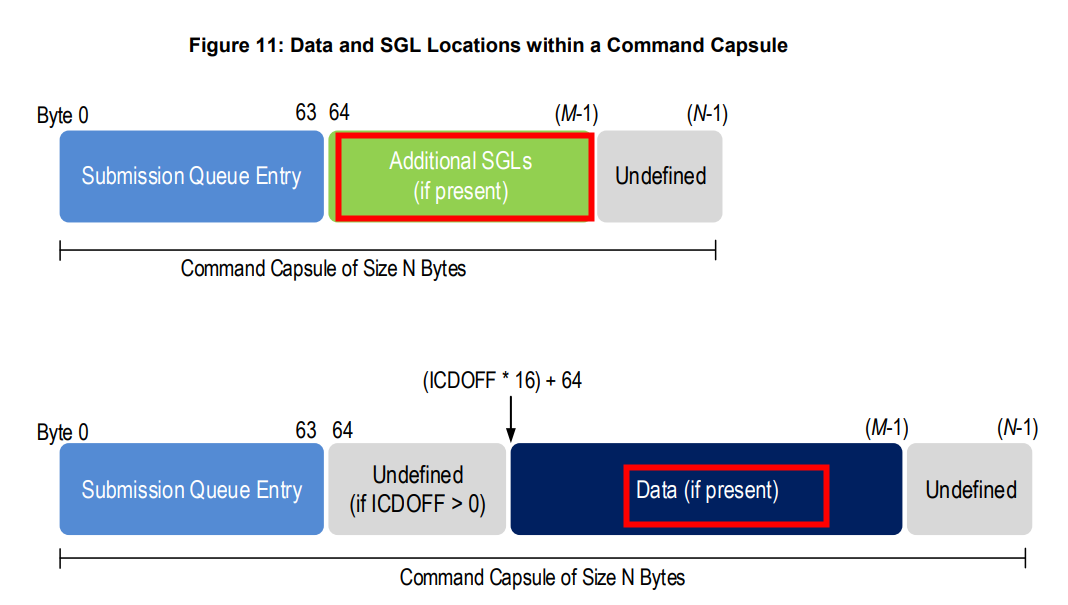 Figure 11: Data and SGL Locations within a Command Capsule
Byte 0 63 64 (M-1) (N-1)
Submission Queue Entry
Additional SGLs
(if present)
Undefined
Command Capsule of Size N Bytes
(ICDOFF * 16) + 64
Byte 0 63 64 (M-1) (N-1)
Submission Queue Entry
Undefined
(if ICDOFF > 0)
Data (if present)
Undefined
Command Capsule of Size N Bytes